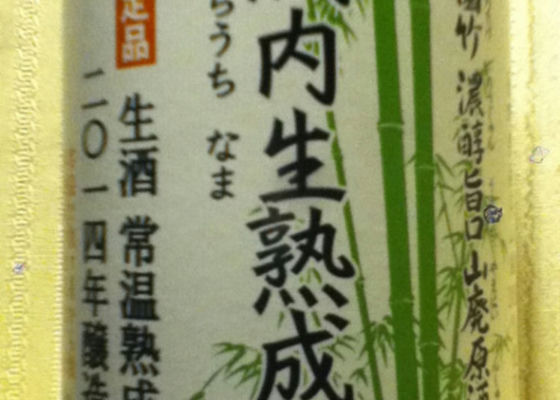 竹 濃醇旨口 山廃原酒
内生熟成
うち なま
定品
生酒 常温熟成
二〇一四年醸造